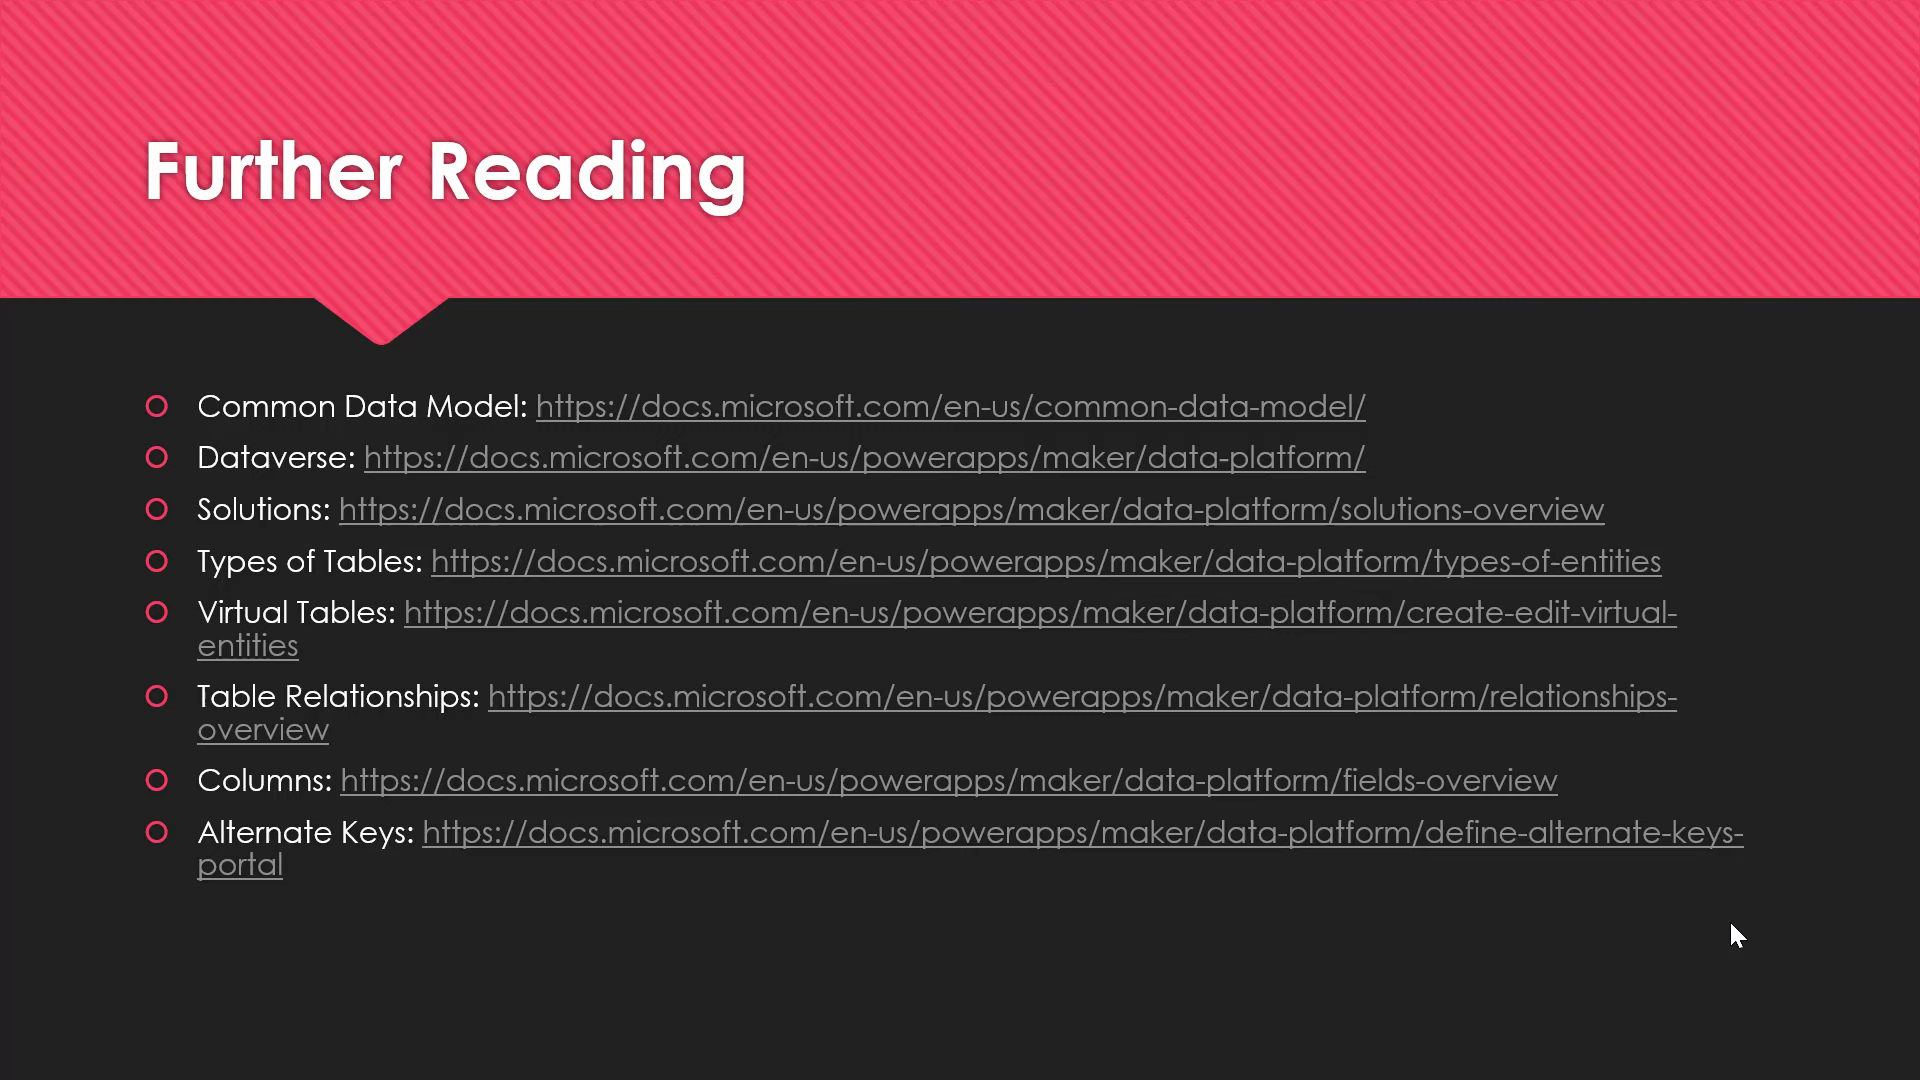 Further Reading
Common Data Model: https://docs.microsoft.com/en-us/common-data-model/
Dataverse: https://docs.microsoft.com/en-us/powerapps/maker/data-platform/
Solutions: https://docs.microsoft.com/en-us/powerapps/maker/data-platform/solutions-overview
Types of Tables: https://docs.microsoft.com/en-us/powerapps/maker/data-platform/types-of-entities
Virtual Tables: https://docs.microsoft.com/en-us/powerapps/maker/data-platform/create-edit-virtual-
entities
Table Relationships: https://docs.microsoft.com/en-us/powerapps/maker/data-platform/relationships-
overview
Columns: https://docs.microsoft.com/en-us/powerapps/maker/data-platform/fields-overview
Alternate Keys: https://docs.microsoft.com/en-us/powerapps/maker/data-platform/define-alternate-keys-
portal